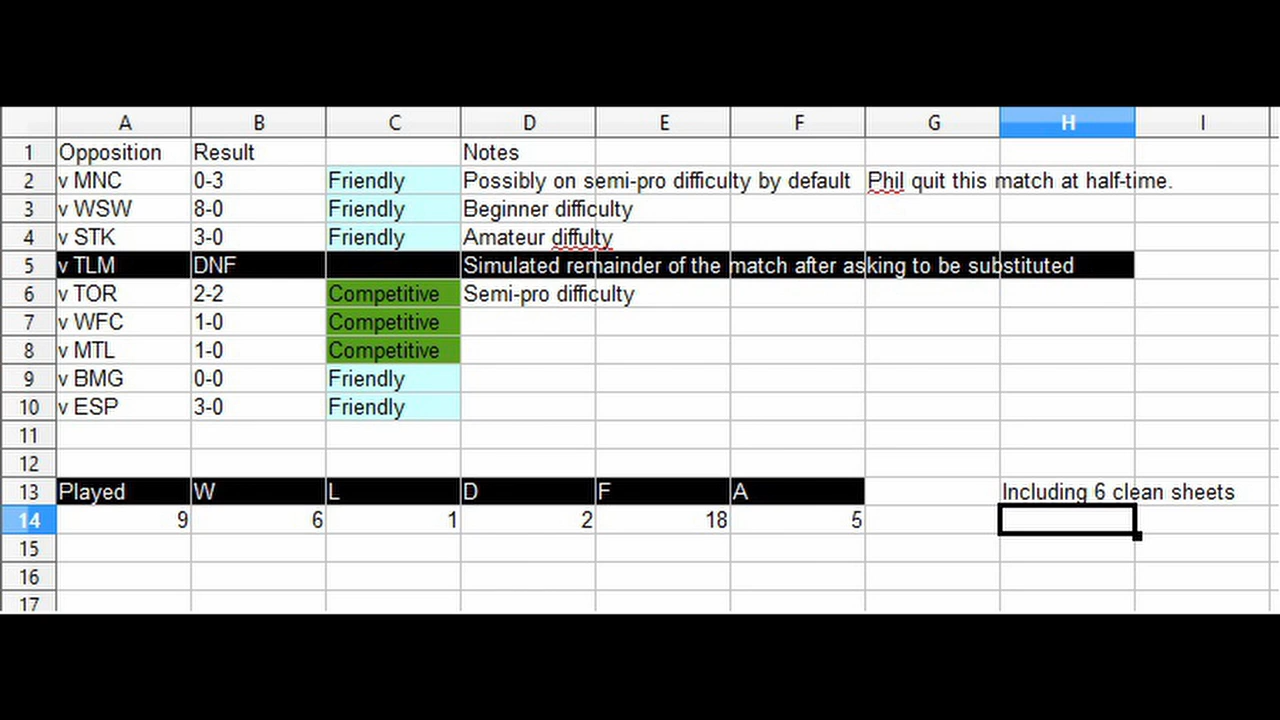 A B C D E F G H I
1 Opposition Result Notes
2 v MNC 0-3 Friendly Possibly on semi-pro difficulty by default Phil quit this match at half-time.
3 v WSW 8-0 Friendly Beginner difficulty
4 v STK 3-0 Friendly Amateur diffulty
5 v TLM DNF Simulated remainder of the match after asking to be substituted
6 v TOR 2-2 Competitive Semi-pro difficulty
7 v WFC 1-0 Competitive
8 v MTL 1-0 Competitive
9 v BMG 0-0 Friendly
10 v ESP 3-0 Friendly
11
12
13 Played W L D F A Including 6 clean sheets
14 9 6 1 2 18 5
15
16
17